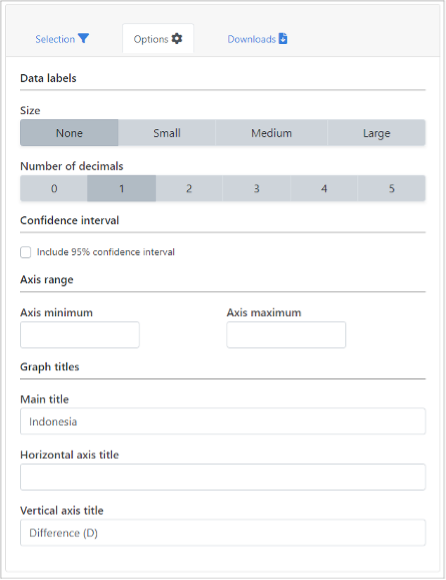 Selection Options Downloads
Data labels
Size
None Small Medium Large
Number of decimals
0 1 2 3 4 5
Confidence interval
Include 95% confidence interval
Axis range
Axis minimum Axis maximum
Graph titles
Main title
Indonesia
Horizontal axis title
Vertical axis title
Difference (D)